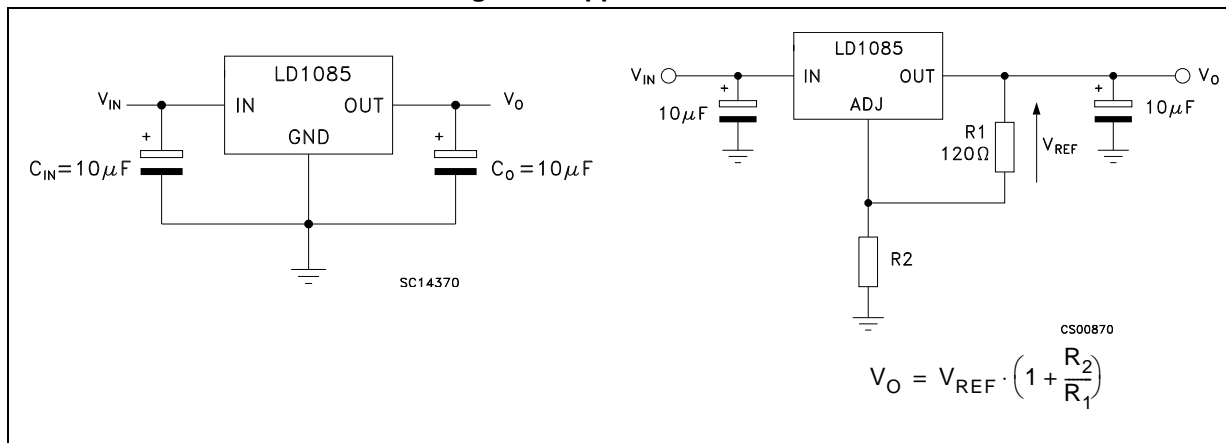 LD1085
V_IN
IN
OUT
V_O
GND
+
C_IN=10μF
+
C_O=10μF
SC14370
LD1085
V_IN
IN
OUT
V_O
ADJ
+
10μF
R1
120Ω
V_REF
+
10μF
R2
CS00870
V_O = V_REF · (1 + R_2/R_1)